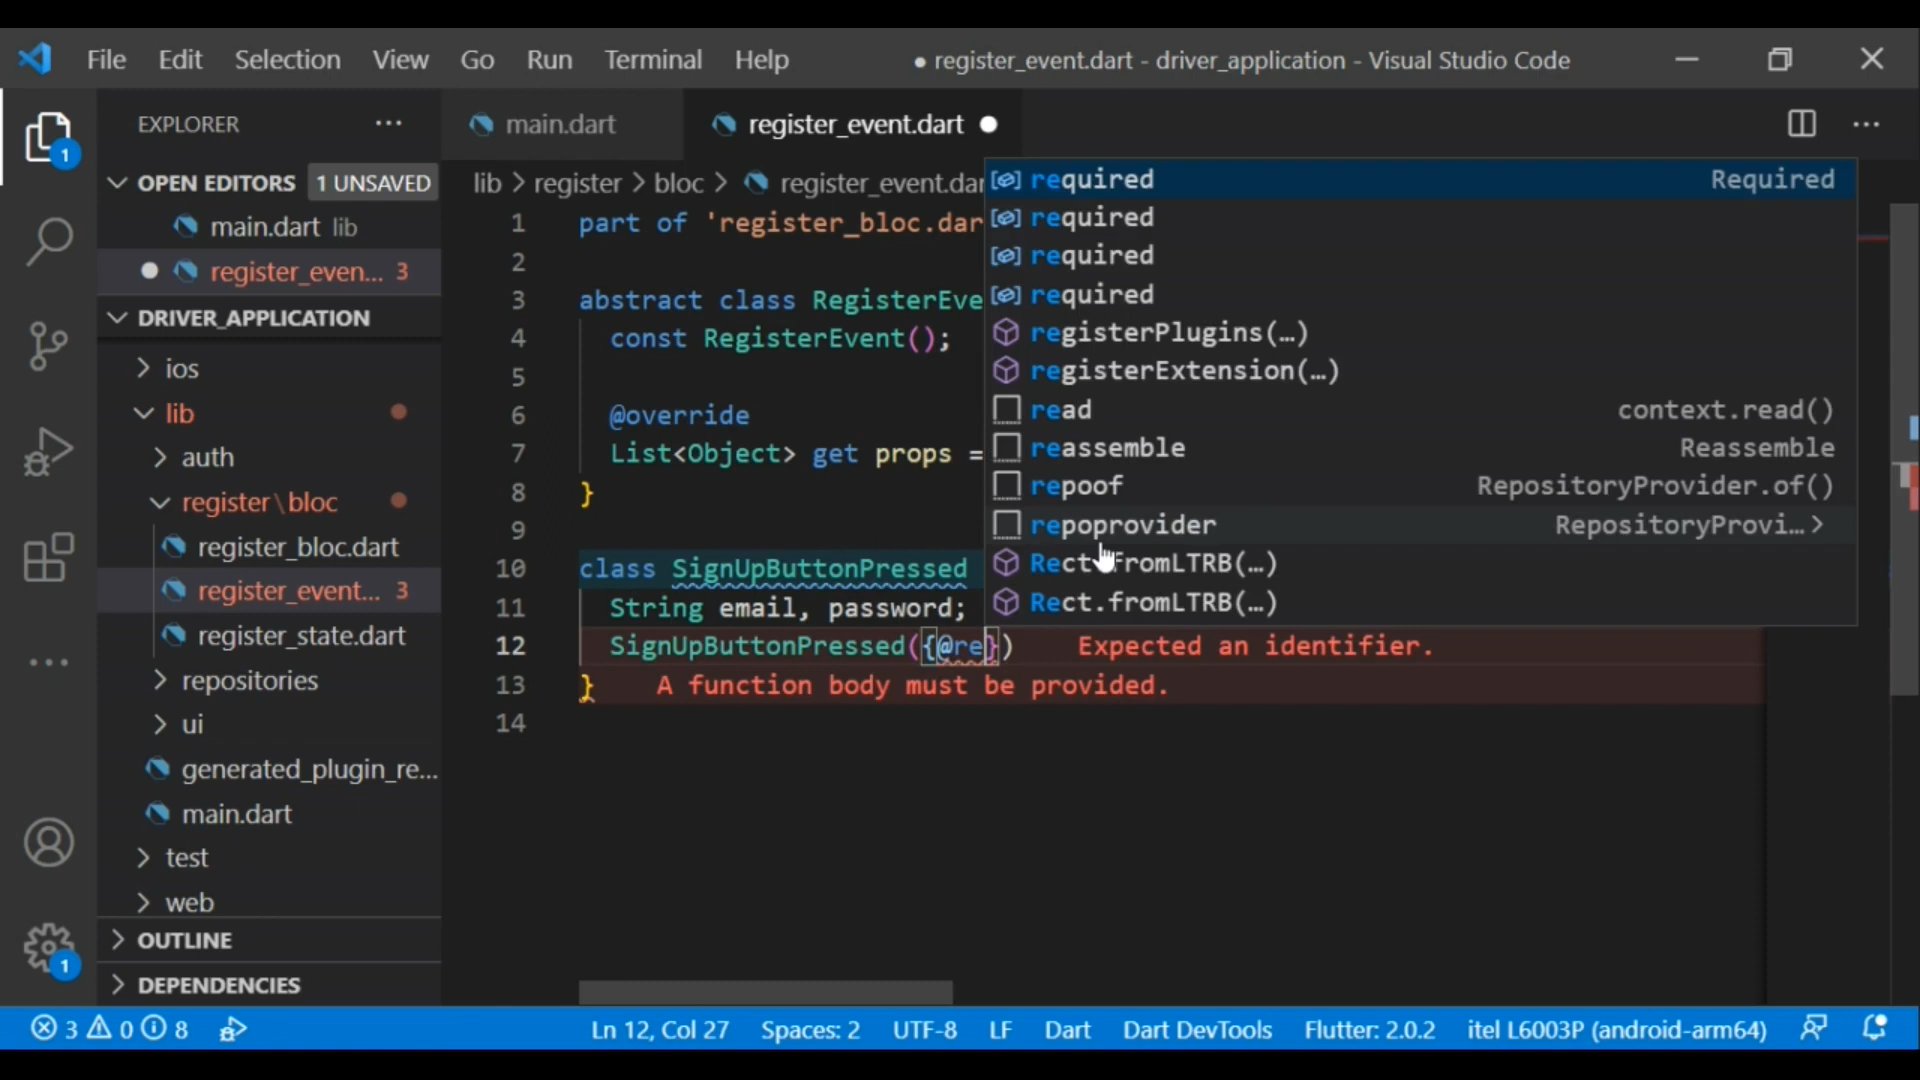 File Edit Selection View Go Run Terminal Help ● register_event.dart - driver_application - Visual Studio Code
EXPLORER ...
main.dart register_event.dart
OPEN EDITORS 1 UNSAVED
main.dart lib
register_even... 3
DRIVER_APPLICATION
ios
lib
auth
register\bloc
register_bloc.dart
register_event... 3
register_state.dart
repositories
ui
generated_plugin_re...
main.dart
test
web
OUTLINE
DEPENDENCIES
1
1
lib > register > bloc > register_event.dar
1 part of 'register_bloc.dar
2
3 abstract class RegisterEve
4 const RegisterEvent();
5
6 @override
7 List<Object> get props =
8 }
9
10 class SignUpButtonPressed
11 String email, password;
12 SignUpButtonPressed({@re}) Expected an identifier.
13 } A function body must be provided.
14
required Required
required
required
required
registerPlugins(…)
registerExtension(…)
read context.read()
reassemble Reassemble
repoof RepositoryProvider.of()
repoprovider RepositoryProvi… >
Rect.fromLTRB(…)
Rect.fromLTRB(…)
3 0 8 Ln 12, Col 27 Spaces: 2 UTF-8 LF Dart Dart DevTools Flutter: 2.0.2 itel L6003P (android-arm64)